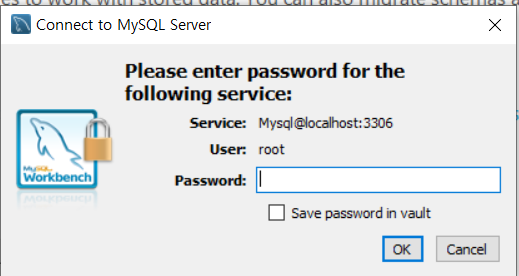 es to work with stored data. You can also migrate schemas a
Connect to MySQL Server
Please enter password for the
following service:
Service: Mysql@localhost:3306
User: root
Password:
Save password in vault
MySQL
Workbench
OK Cancel